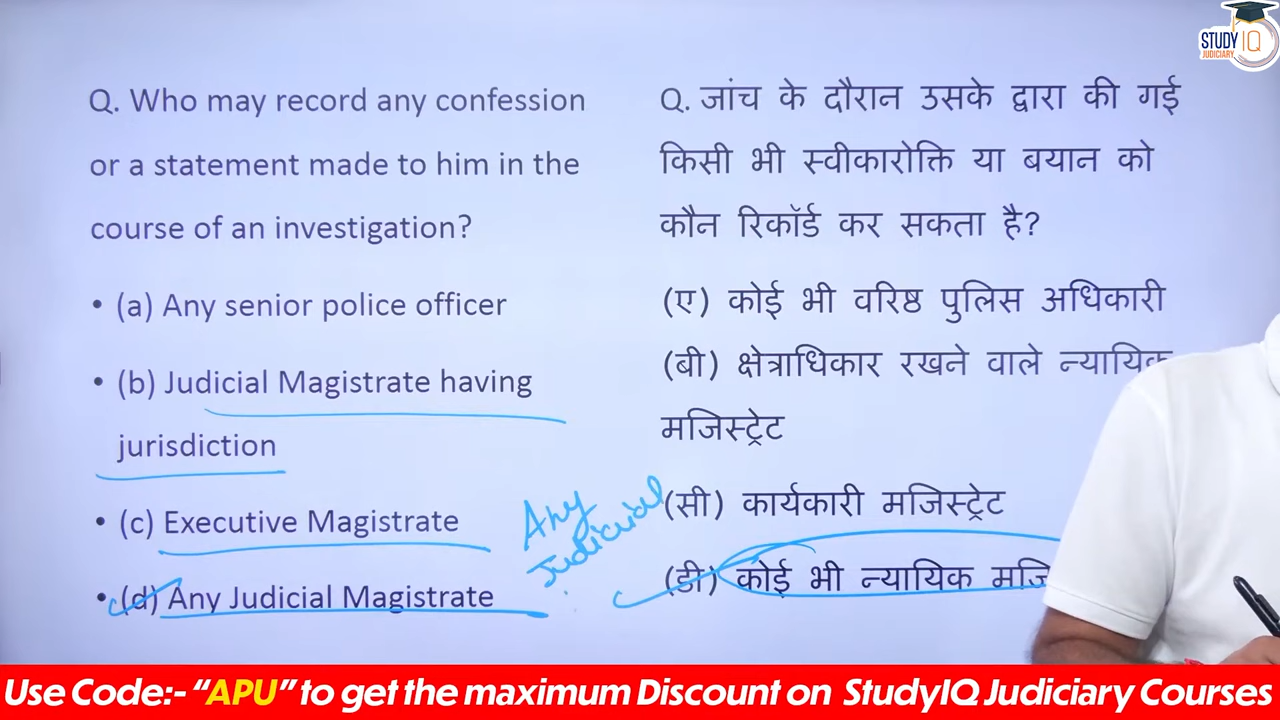 STUDY IQ
JUDICIARY
Q. Who may record any confession
or a statement made to him in the
course of an investigation?
• (a) Any senior police officer
• (b) Judicial Magistrate having
jurisdiction
• (c) Executive Magistrate
• (d) Any Judicial Magistrate
Any
Judicial
Q. जांच के दौरान उसके द्वारा की गई
किसी भी स्वीकारोक्ति या बयान को
कौन रिकॉर्ड कर सकता है?
(ए) कोई भी वरिष्ठ पुलिस अधिकारी
(बी) क्षेत्राधिकार रखने वाले न्यायिक
मजिस्ट्रेट
(सी) कार्यकारी मजिस्ट्रेट
(डी) कोई भी न्यायिक
Use Code:- “APU” to get the maximum Discount on StudyIQ Judiciary Courses